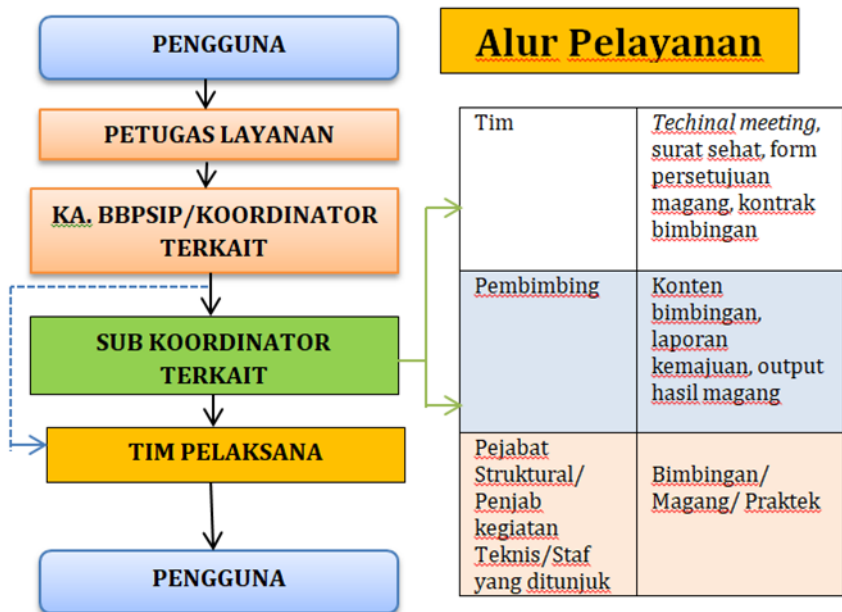 PENGGUNA
Alur Pelayanan
PETUGAS LAYANAN
KA. BBPSIP/KOORDINATOR
TERKAIT
SUB KOORDINATOR
TERKAIT
TIM PELAKSANA
PENGGUNA
Tim
Techinal meeting,
surat sehat, form
persetujuan
magang, kontrak
bimbingan
Pembimbing
Konten
bimbingan,
laporan
kemajuan, output
hasil magang
Pejabat
Struktural/
Penjab
kegiatan
Teknis/Staf
yang ditunjuk
Bimbingan/
Magang/ Praktek